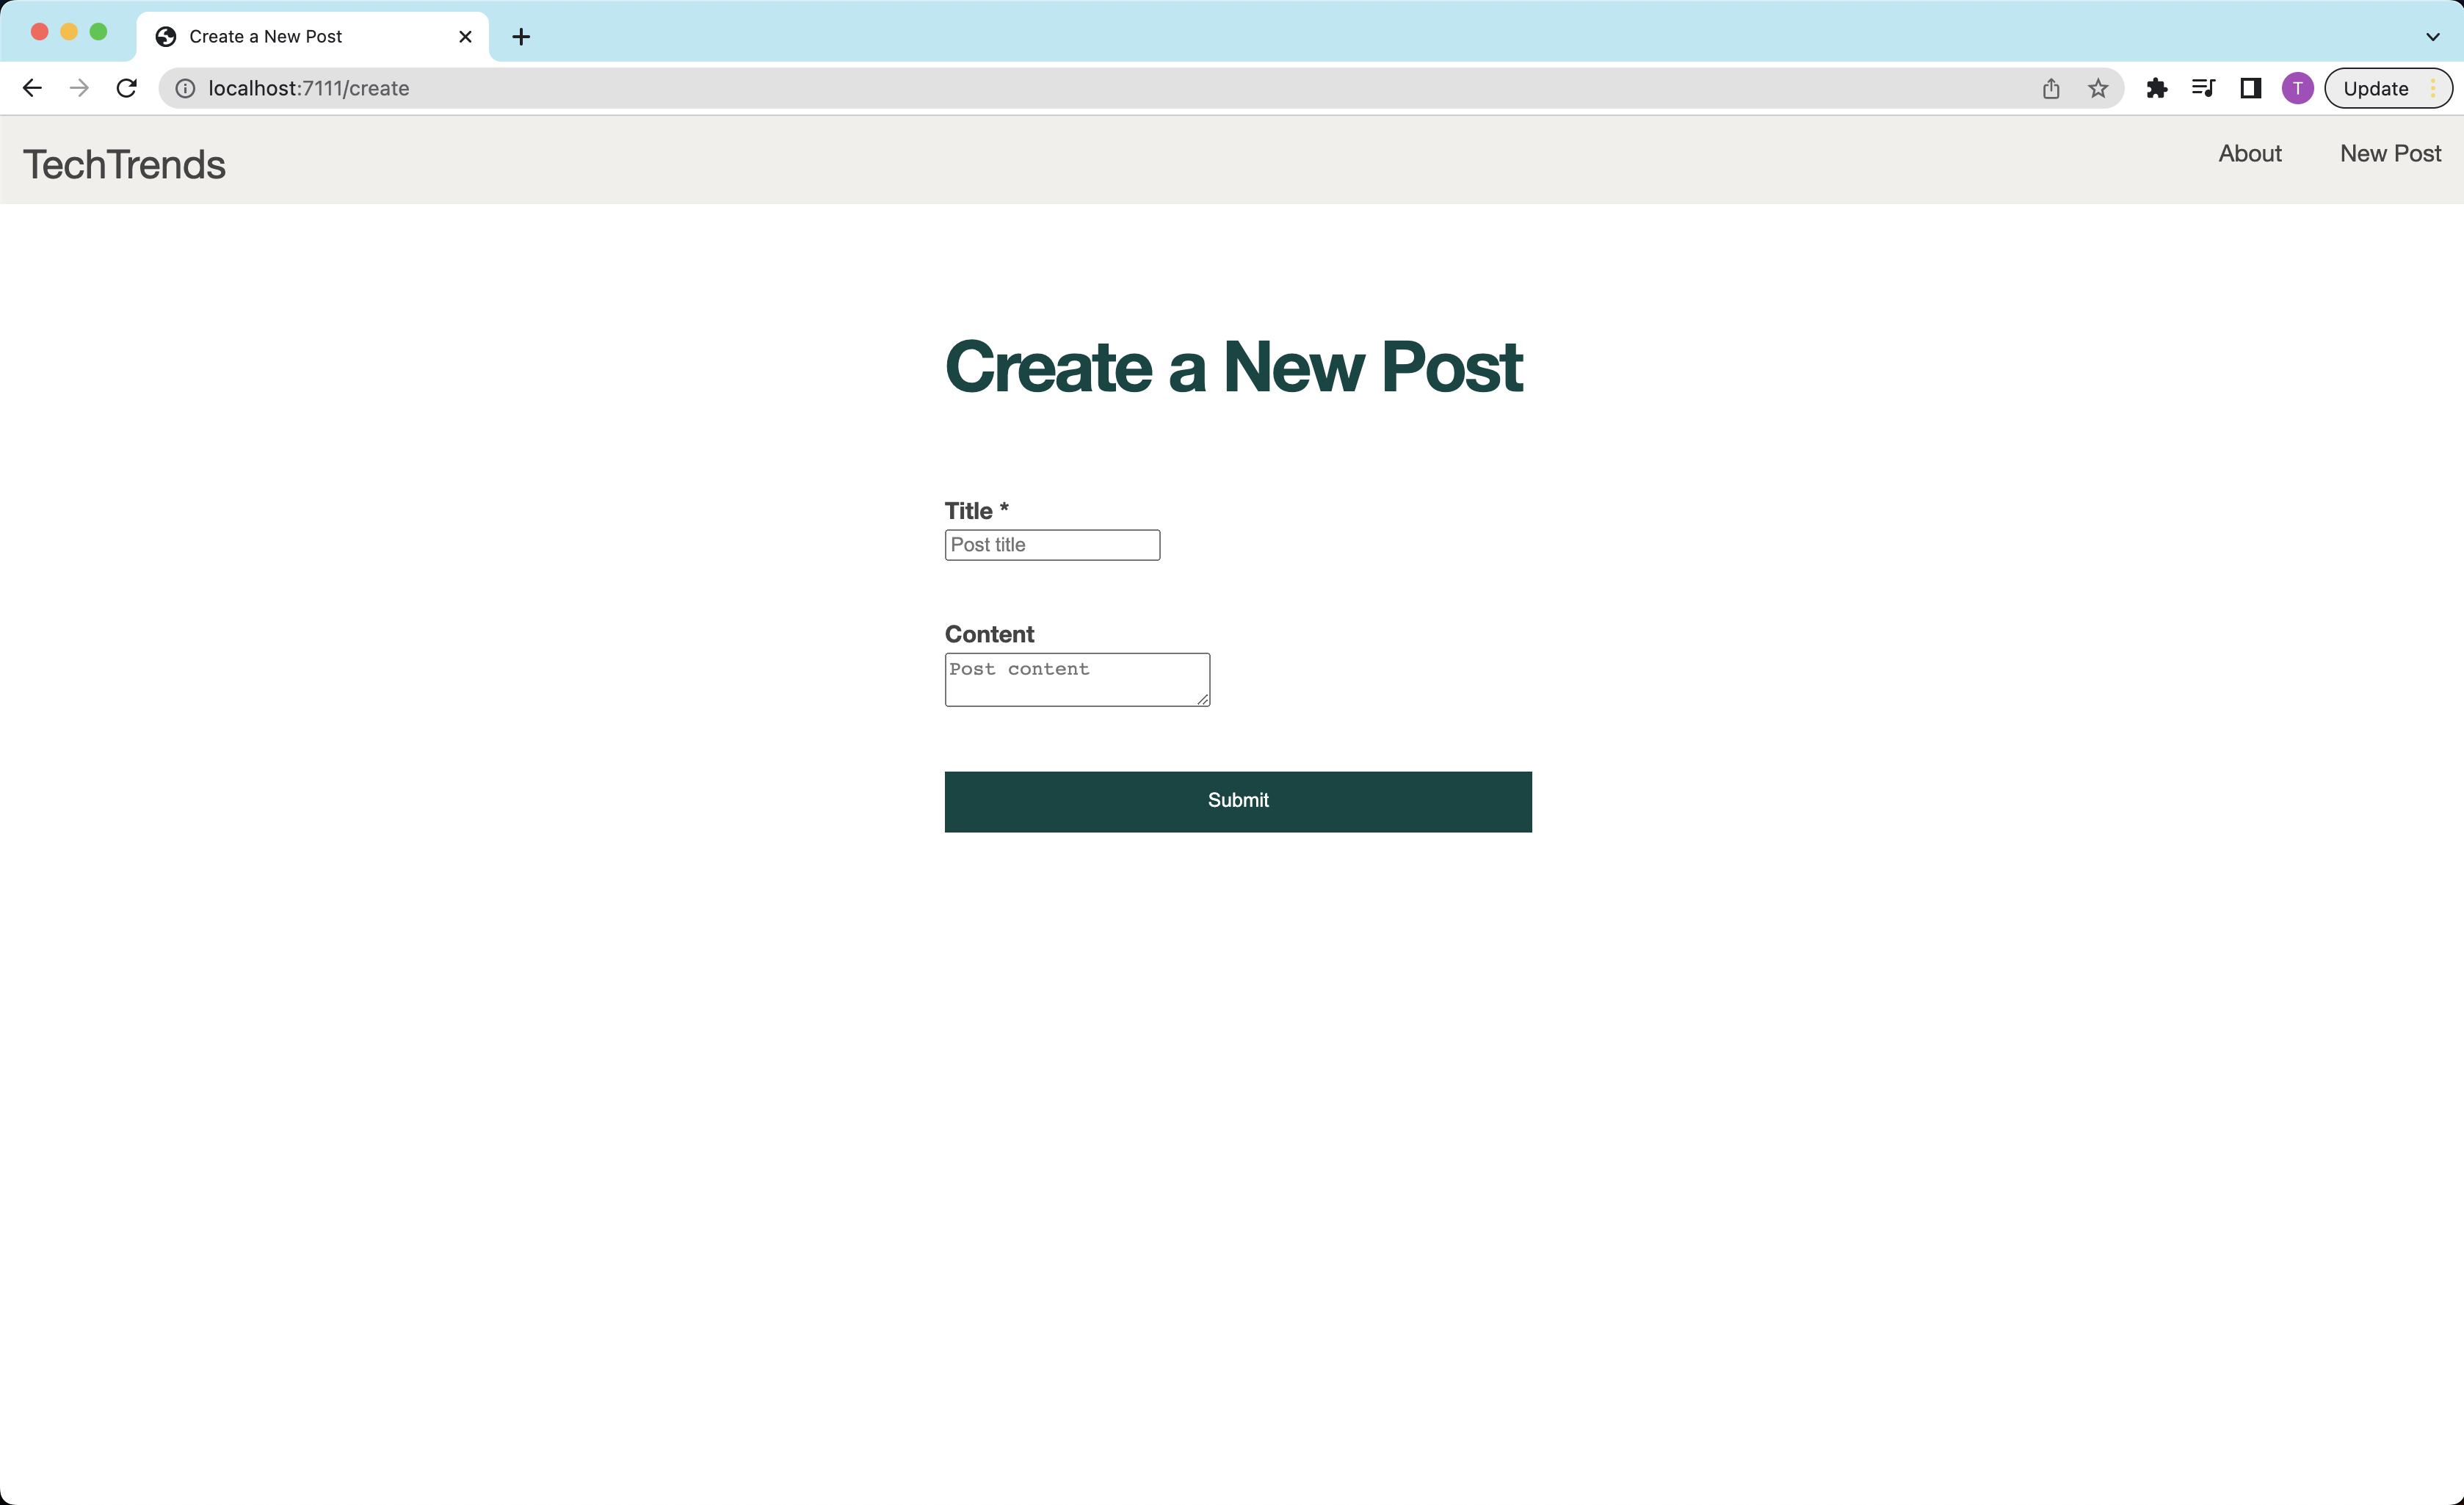 Create a New Post
localhost:7111/create
T
Update
TechTrends
About
New Post
Create a New Post
Title *
Post title
Content
Post content
Submit